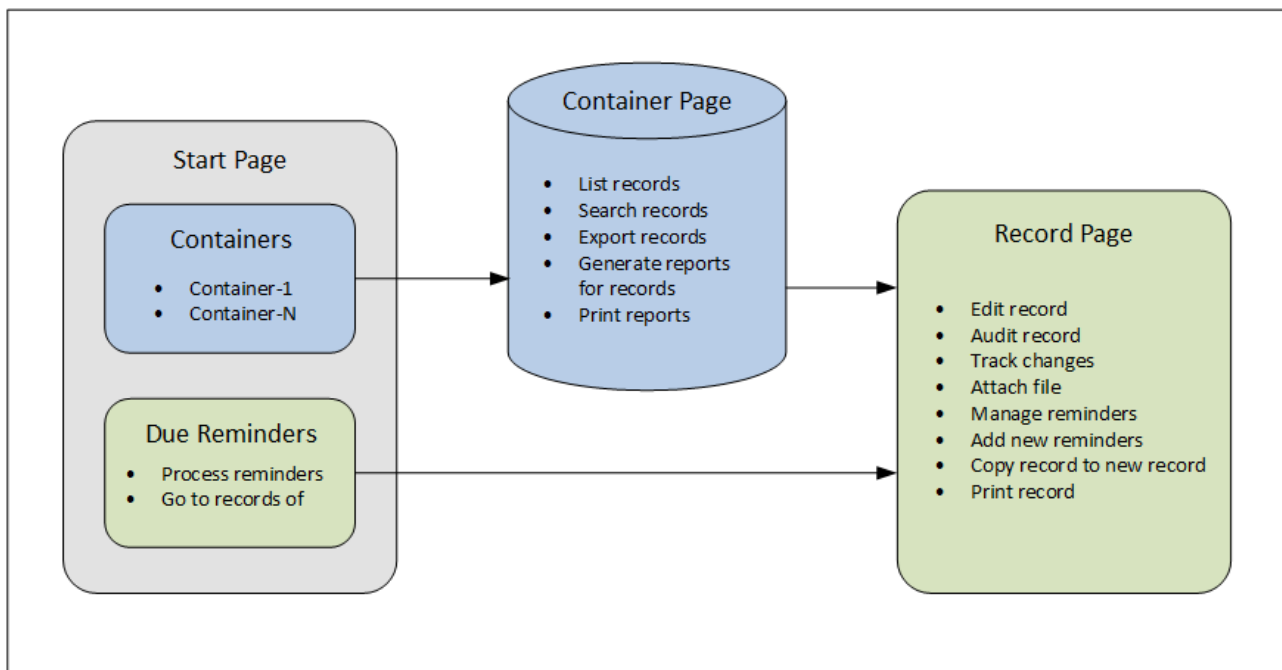 Start Page
Containers
• Container-1
• Container-N
Due Reminders
• Process reminders
• Go to records of
Container Page
• List records
• Search records
• Export records
• Generate reports
for records
• Print reports
Record Page
• Edit record
• Audit record
• Track changes
• Attach file
• Manage reminders
• Add new reminders
• Copy record to new record
• Print record